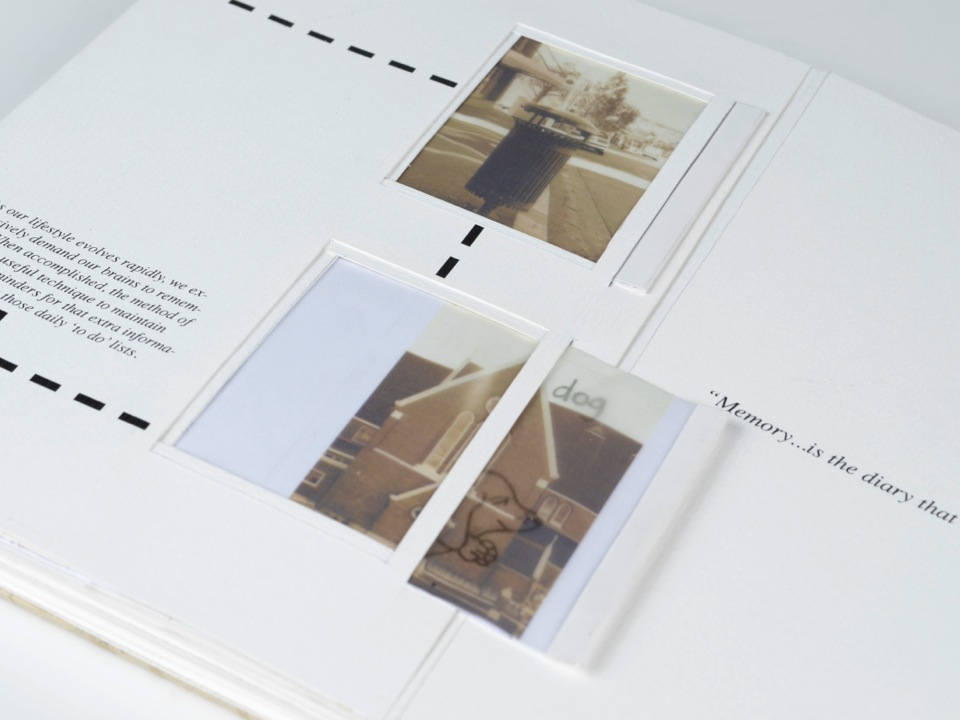 s our lifestyle evolves rapidly, we ex-
ively demand our brains to remem-
hen accomplished, the method of
useful technique to maintain
inders for that extra informa-
those daily 'to do' lists.
dog
"Memory...is the diary that